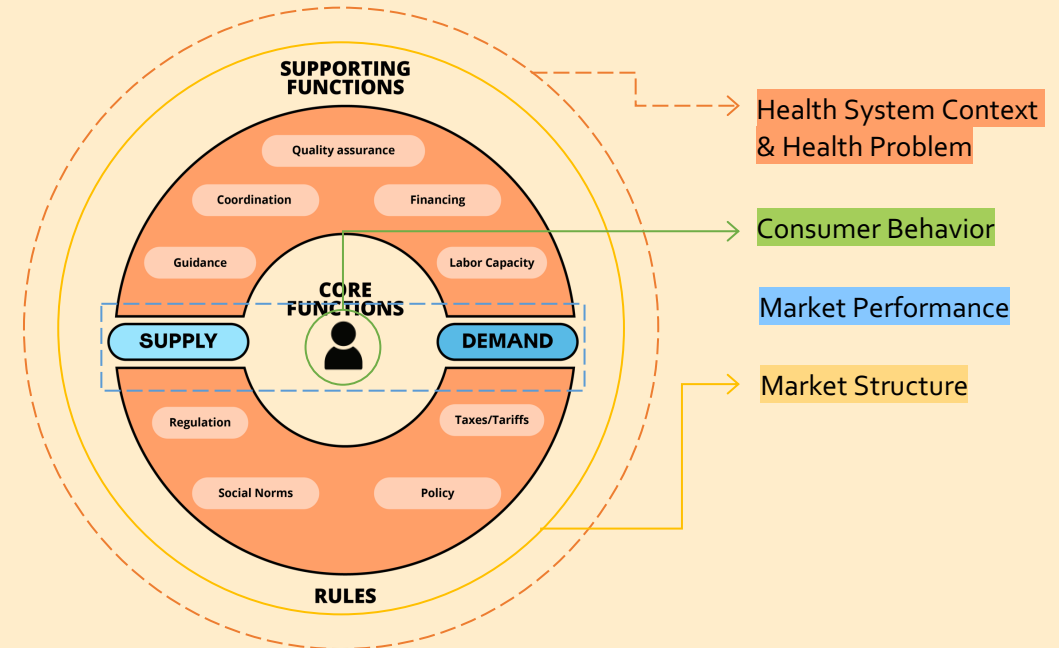 SUPPORTING
FUNCTIONS
Quality assurance
Coordination
Financing
Guidance
Labor Capacity
CORE
FUNCTIONS
SUPPLY
DEMAND
Regulation
Taxes/Tariffs
Social Norms
Policy
RULES
Health System Context
& Health Problem
Consumer Behavior
Market Performance
Market Structure